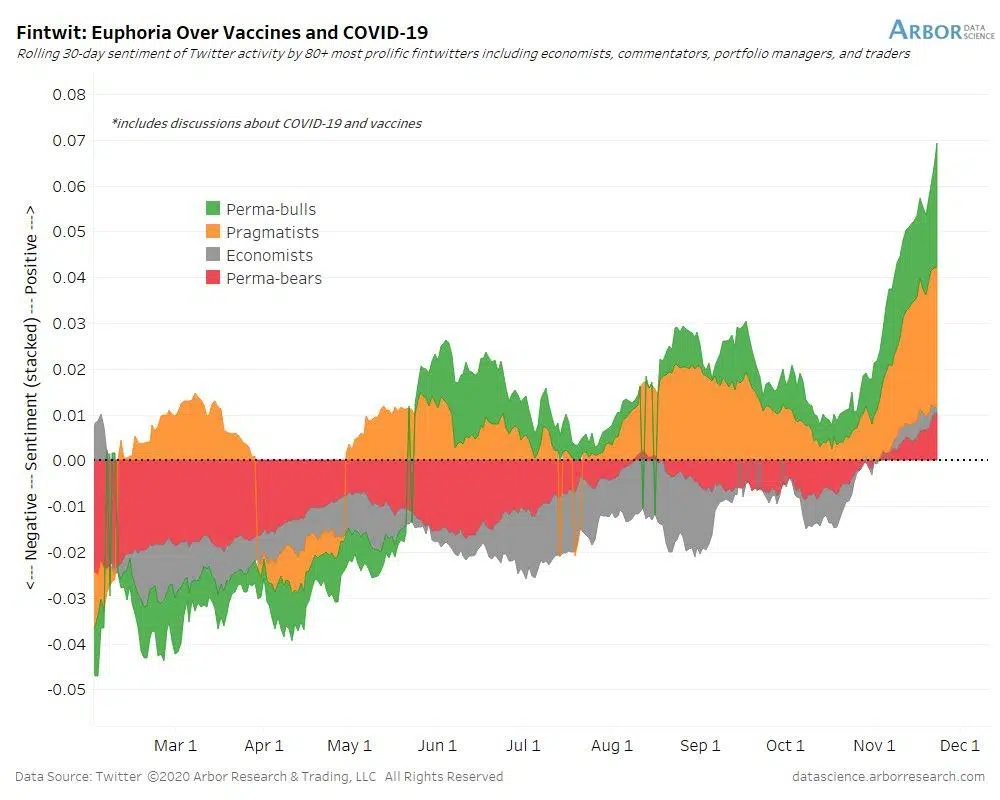 Fintwit: Euphoria Over Vaccines and COVID-19
ARBOR DATA SCIENCE
Rolling 30-day sentiment of Twitter activity by 80+ most prolific fintwitters including economists, commentators, portfolio managers, and traders
<--- Negative --- Sentiment (stacked) --- Positive --->
0.08
0.07
0.06
0.05
0.04
0.03
0.02
0.01
0.00
-0.01
-0.02
-0.03
-0.04
-0.05
*includes discussions about COVID-19 and vaccines
Perma-bulls
Pragmatists
Economists
Perma-bears
Mar 1 Apr 1 May 1 Jun 1 Jul 1 Aug 1 Sep 1 Oct 1 Nov 1 Dec 1
Data Source: Twitter ©2020 Arbor Research & Trading, LLC All Rights Reserved
datascience.arborresearch.com